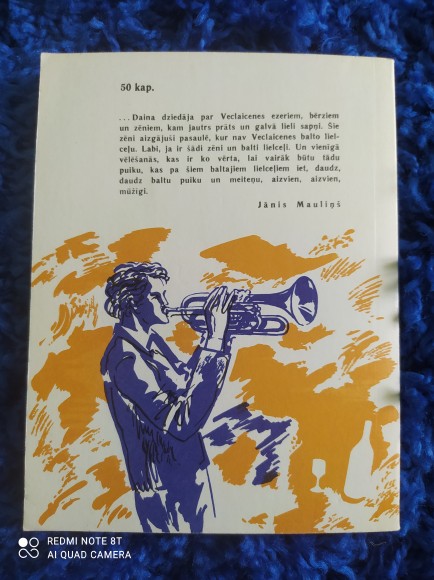 50 kap.
...Daina dziedāja par Veclaicenes ezeriem, bērziem
un zēniem, kam jautrs prāts un galvā lieli sapņi. Šie
zēni aizgājuši pasaulē, kur nav Veclaicenes balto liel-
ceļu. Labi, ja ir šādi zēni un balti lielceļi. Un vienīgā
vēlēšanās, kas ir ko vērta, lai vairāk būtu tādu
puiku, kas pa šiem baltajiem lielceļiem iet, daudz,
daudz baltu puiku un meiteņu, aizvien, aizvien,
mūžīgi.
Jānis Mauliņš
REDMI NOTE 8T
AI QUAD CAMERA